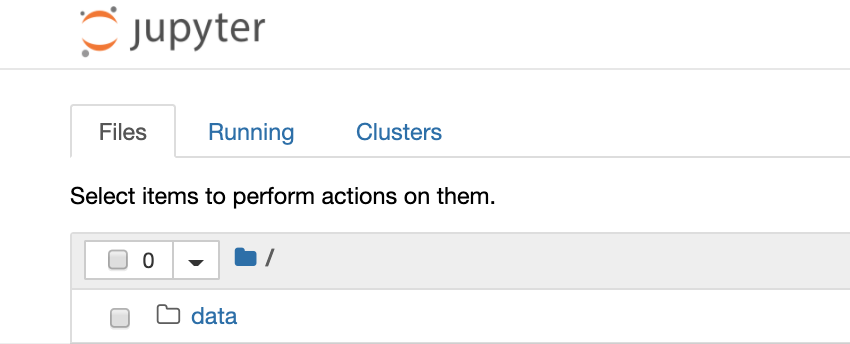 jupyter
Files Running Clusters
Select items to perform actions on them.
0 /
data